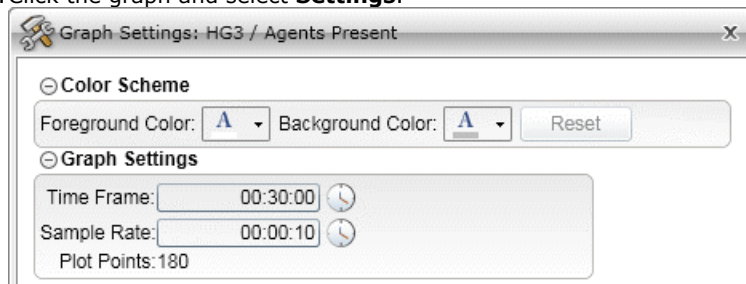 Click the graph and select Settings.
Graph Settings: HG3 / Agents Present X
Color Scheme
Foreground Color: A Background Color: A Reset
Graph Settings
Time Frame: 00:30:00
Sample Rate: 00:00:10
Plot Points: 180